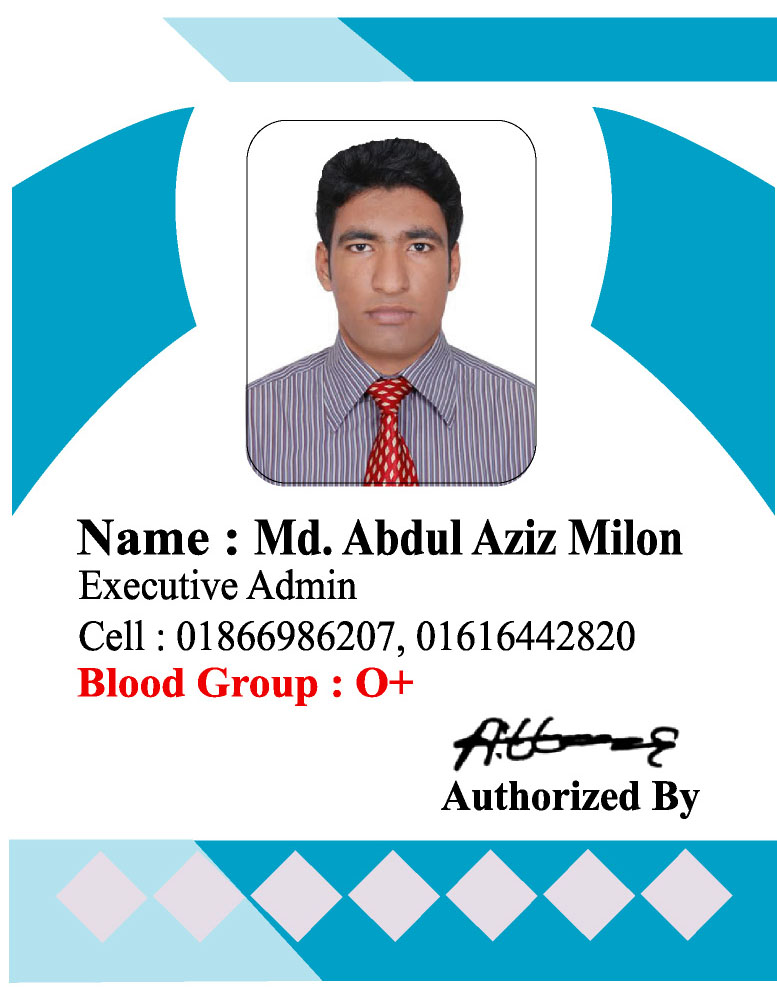 Name : Md. Abdul Aziz Milon
Executive Admin
Cell : 01866986207, 01616442820
Blood Group : O+
Authorized By